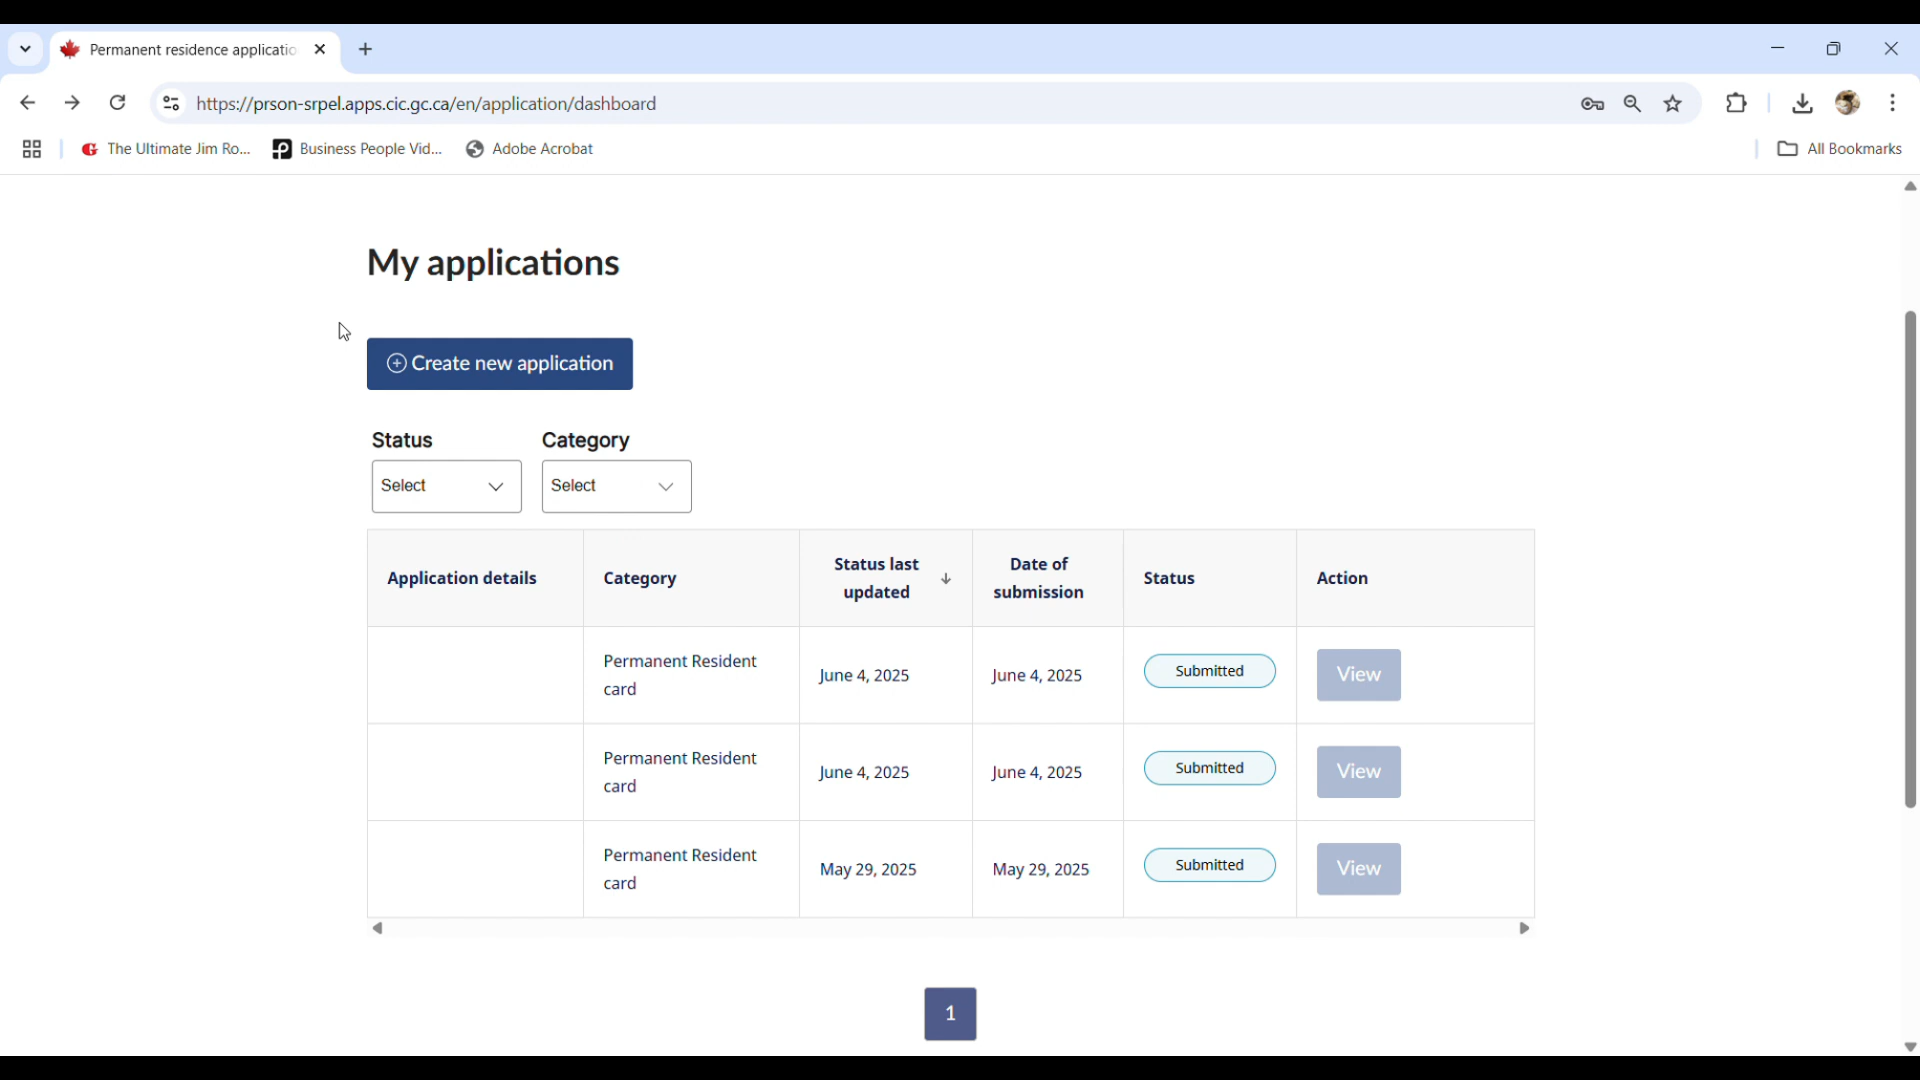 Permanent residence applicatio
https://prson-srpel.apps.cic.gc.ca/en/application/dashboard
The Ultimate Jim Ro...
Business People Vid...
Adobe Acrobat
All Bookmarks
My applications
Create new application
Status
Category
Select
Select
Application details
Category
Status last
updated
Date of
submission
Status
Action
Permanent Resident
card
June 4, 2025
June 4, 2025
Submitted
View
Permanent Resident
card
June 4, 2025
June 4, 2025
Submitted
View
Permanent Resident
card
May 29, 2025
May 29, 2025
Submitted
View
1